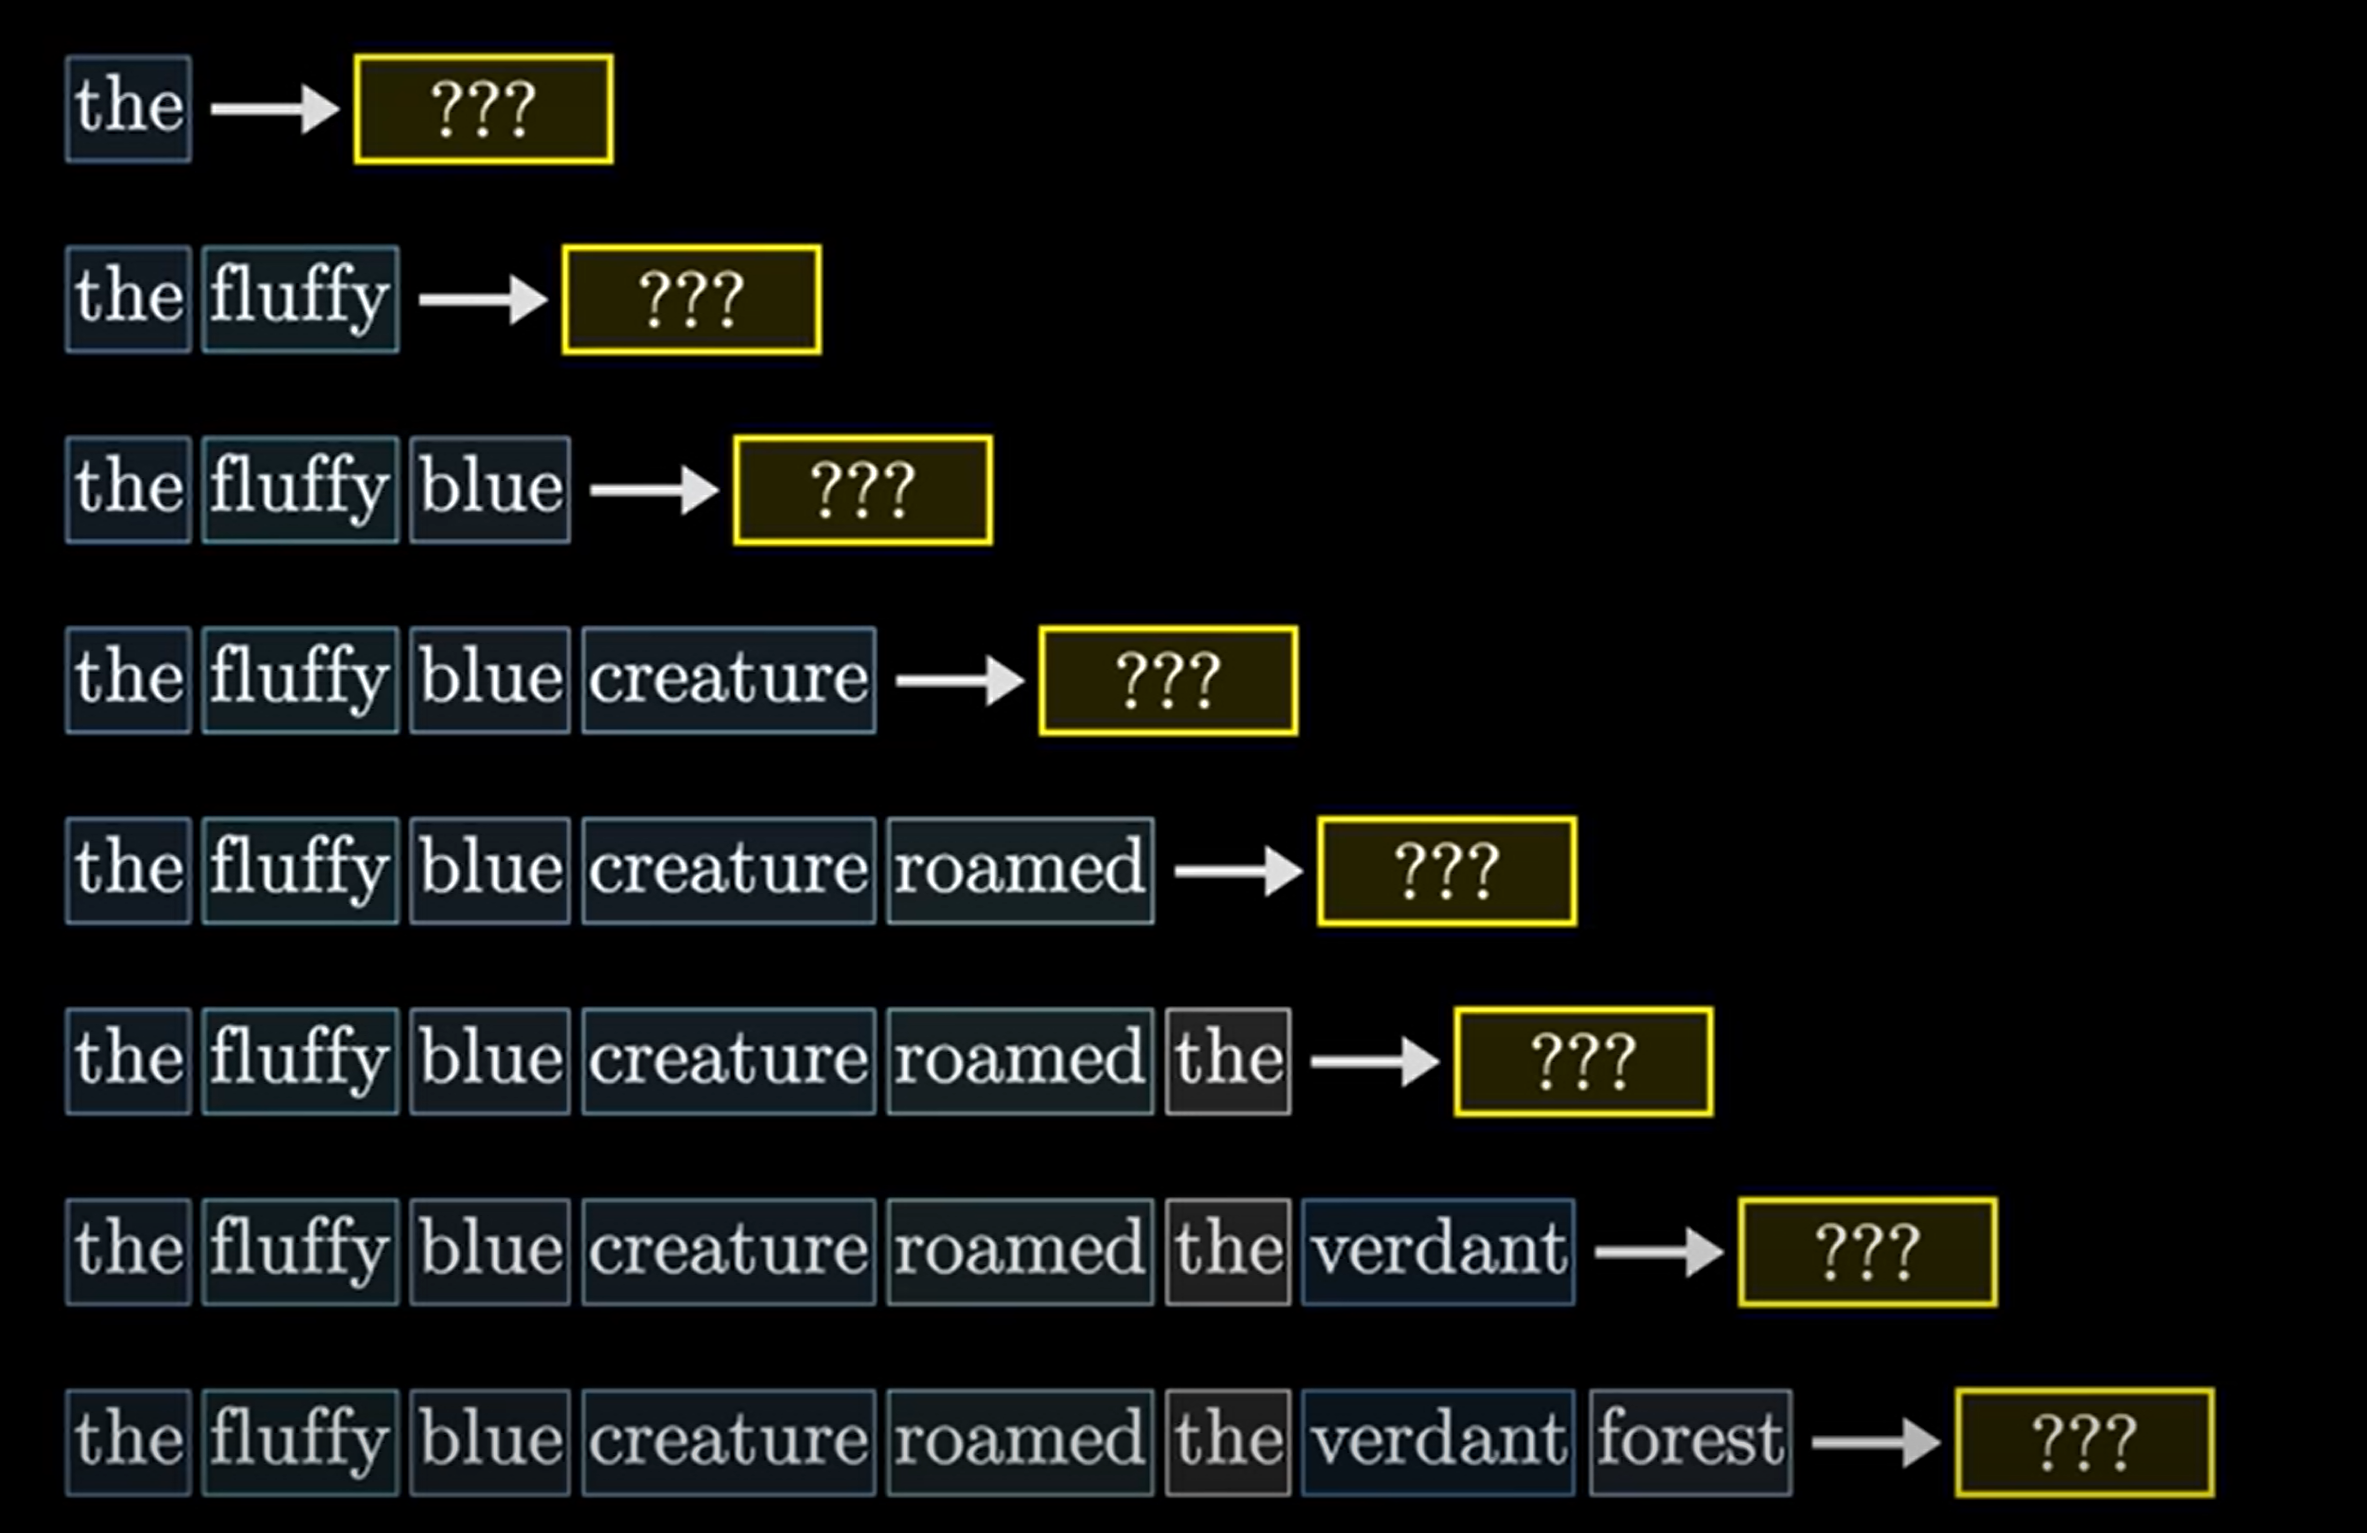 the → ???
the fluffy → ???
the fluffy blue → ???
the fluffy blue creature → ???
the fluffy blue creature roamed → ???
the fluffy blue creature roamed the → ???
the fluffy blue creature roamed the verdant → ???
the fluffy blue creature roamed the verdant forest → ???